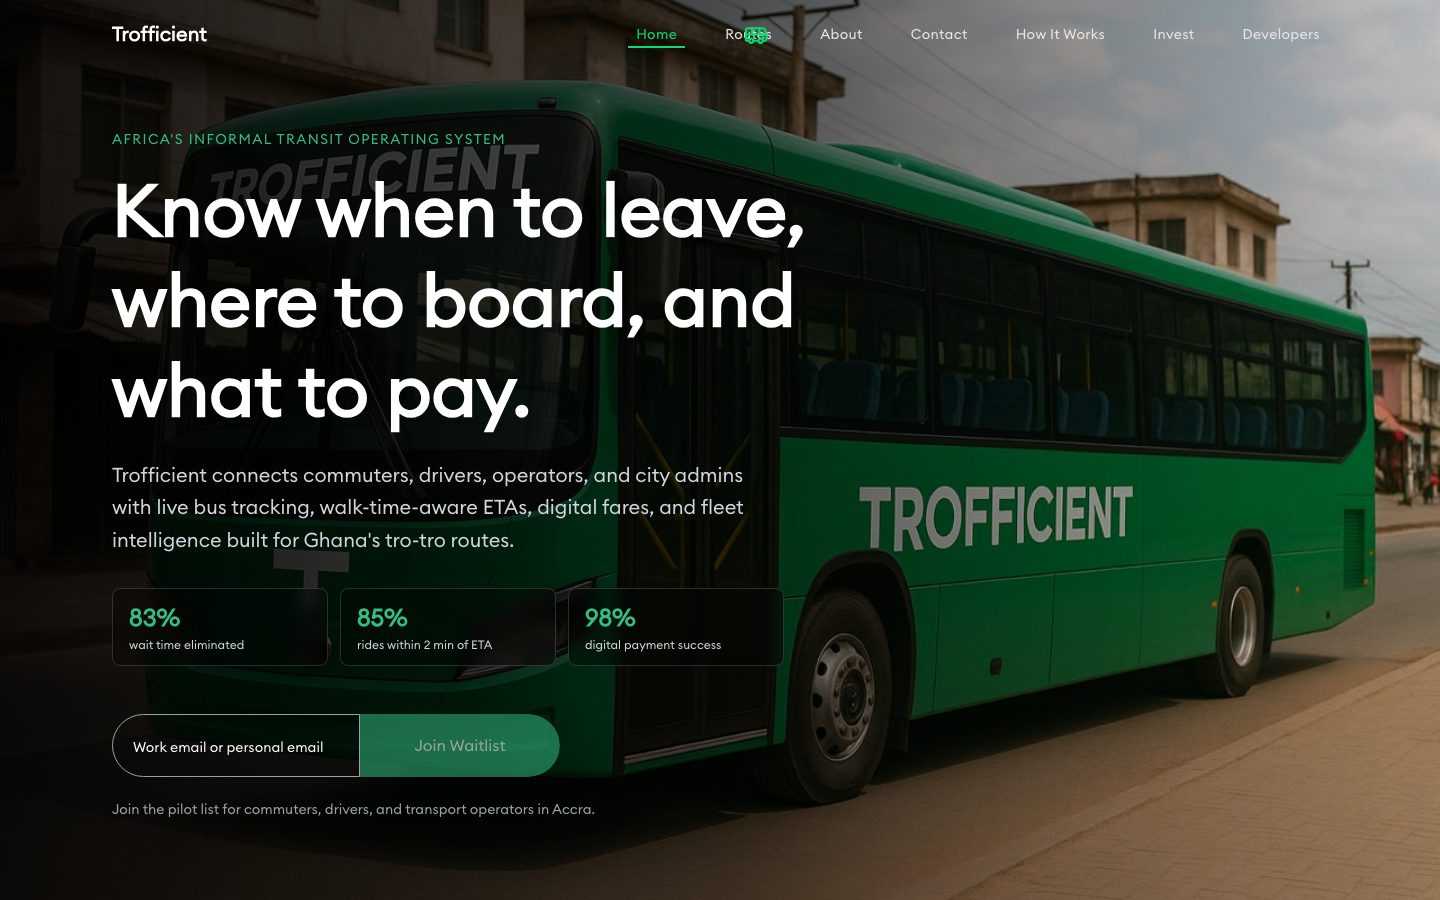 Trofficient
Home Routes About Contact How It Works Invest Developers
AFRICA'S INFORMAL TRANSIT OPERATING SYSTEM
TROFFICIENT
Know when to leave,
where to board, and
what to pay.
Trofficient connects commuters, drivers, operators, and city admins
with live bus tracking, walk-time-aware ETAs, digital fares, and fleet
intelligence built for Ghana's tro-tro routes.
TROFFICIENT
T
83%
wait time eliminated
85%
rides within 2 min of ETA
98%
digital payment success
Work email or personal email
Join Waitlist
Join the pilot list for commuters, drivers, and transport operators in Accra.